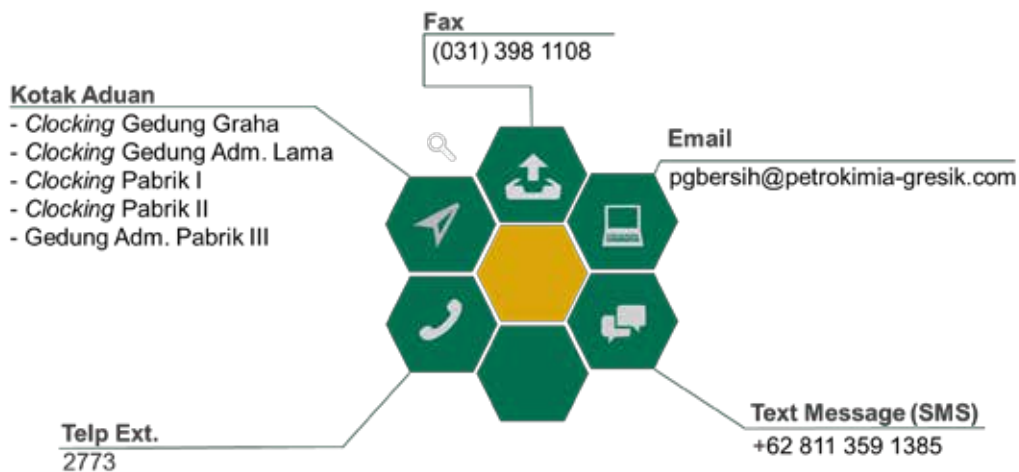 Fax
(031) 398 1108
Kotak Aduan
- Clocking Gedung Graha
- Clocking Gedung Adm. Lama
- Clocking Pabrik I
- Clocking Pabrik II
- Gedung Adm. Pabrik III
Email
pgbersih@petrokimia-gresik.com
Telp Ext.
2773
Text Message (SMS)
+62 811 359 1385